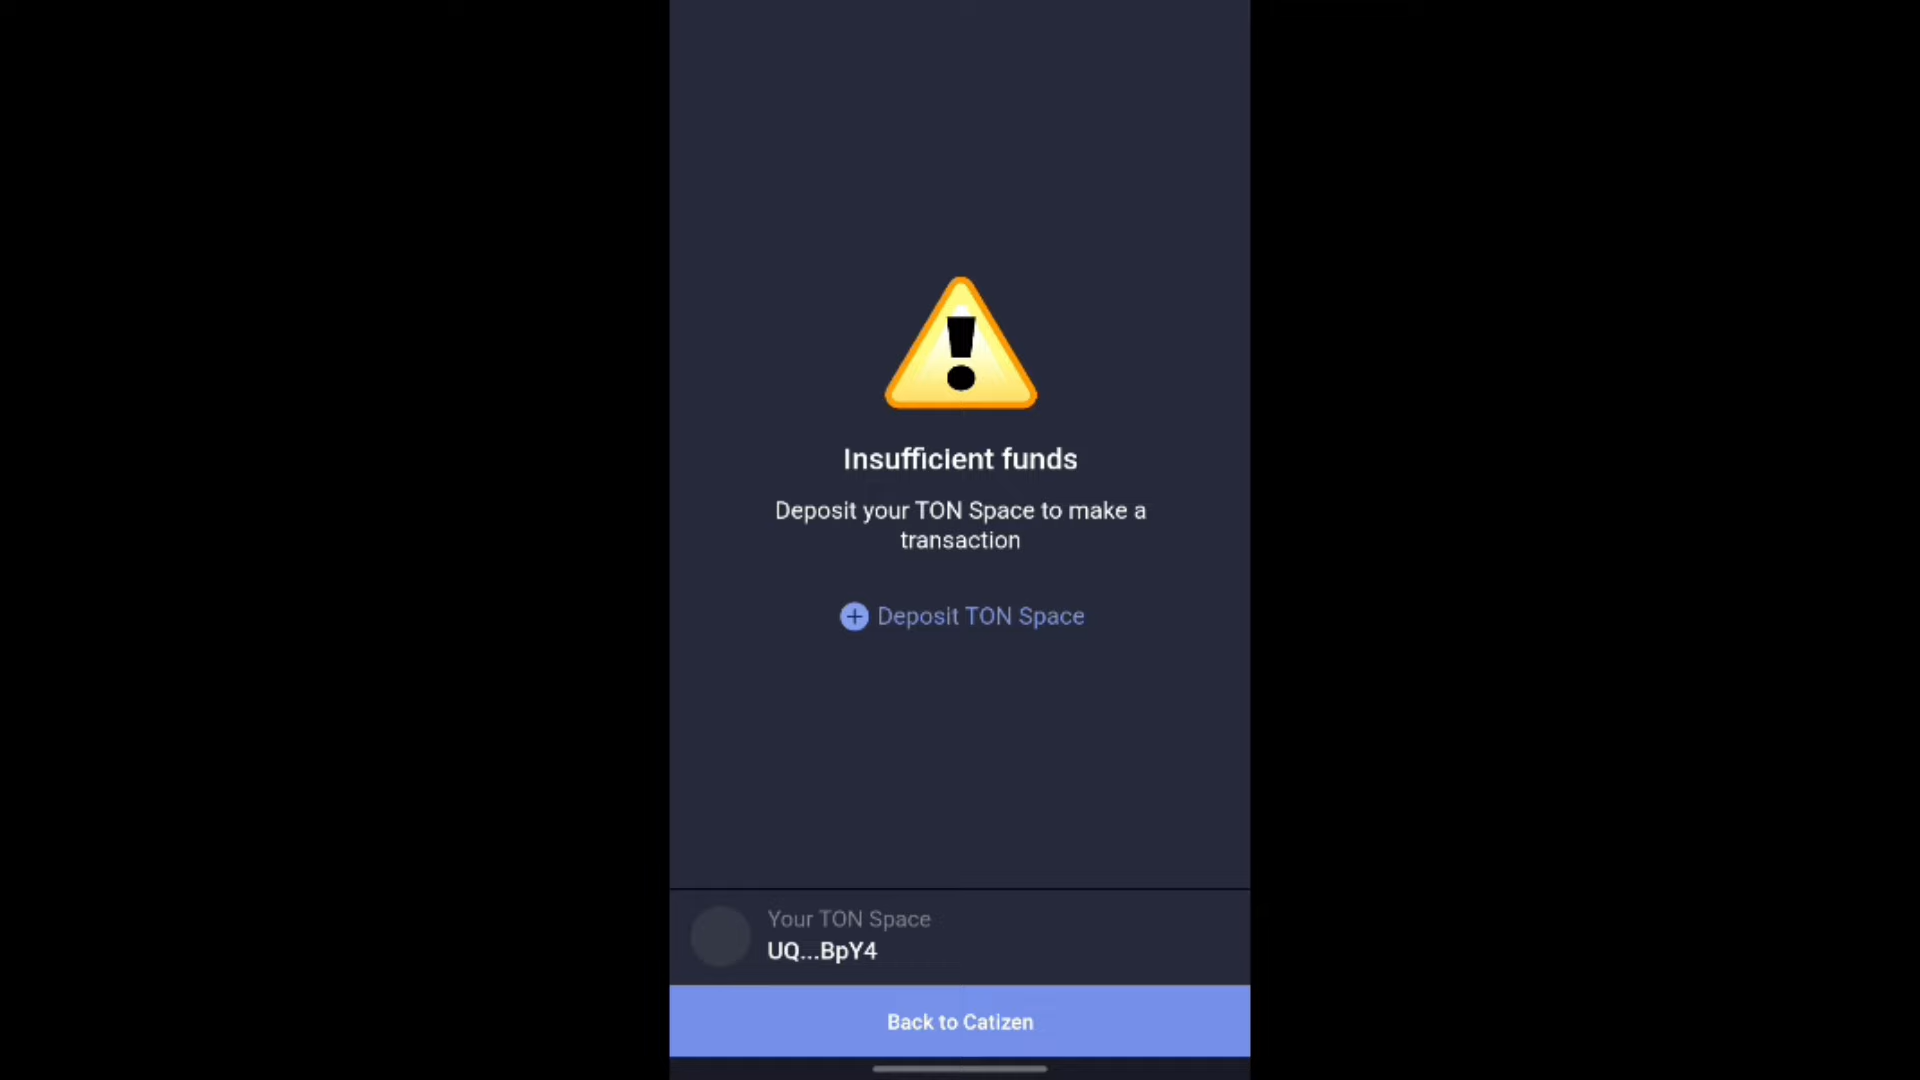 Insufficient funds
Deposit your TON Space to make a
transaction
Deposit TON Space
Your TON Space
UQ...BpY4
Back to Catizen